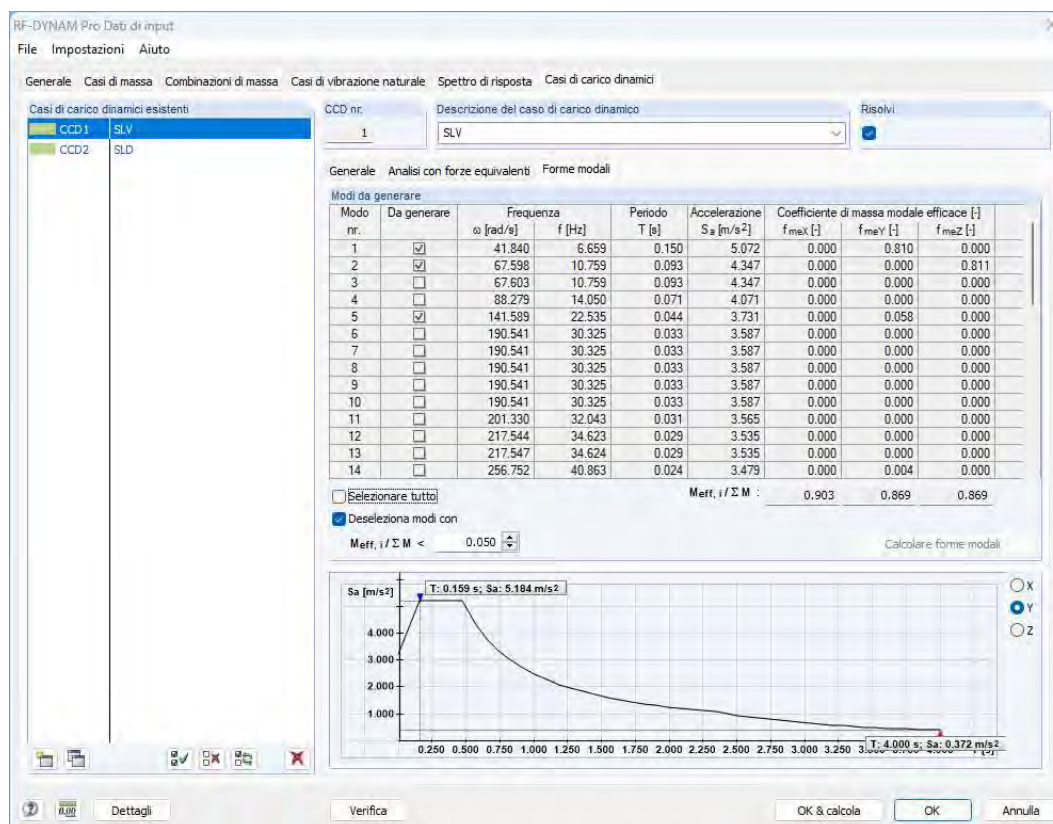 RF-DYNAM Pro Dati di input
File Impostazioni Aiuto
Generale Casi di massa Combinazioni di massa Casi di vibrazione naturale Spettro di risposta Casi di carico dinamici
Casi di carico dinamici esistenti
CCD1 SLV
CCD2 SLD
CCD nr.
1
Descrizione del caso di carico dinamico
SLV
Risolvi
Generale Analisi con forze equivalenti Forme modali
Modi da generare
Modo Da generare Frequenza Periodo Accelerazione Coefficiente di massa modale efficace [-]
nr. ω [rad/s] f [Hz] T [s] Sa [m/s²] fmeX [-] fmeY [-] fmeZ [-]
1 41.840 6.659 0.150 5.072 0.000 0.810 0.000
2 67.598 10.759 0.093 4.347 0.000 0.000 0.811
3 67.603 10.759 0.093 4.347 0.000 0.000 0.000
4 88.279 14.050 0.071 4.071 0.000 0.000 0.000
5 141.589 22.535 0.044 3.731 0.000 0.058 0.000
6 190.541 30.325 0.033 3.587 0.000 0.000 0.000
7 190.541 30.325 0.033 3.587 0.000 0.000 0.000
8 190.541 30.325 0.033 3.587 0.000 0.000 0.000
9 190.541 30.325 0.033 3.587 0.000 0.000 0.000
10 190.541 30.325 0.033 3.587 0.000 0.000 0.000
11 201.330 32.043 0.031 3.565 0.000 0.000 0.000
12 217.544 34.623 0.029 3.535 0.000 0.000 0.000
13 217.547 34.624 0.029 3.535 0.000 0.000 0.000
14 256.752 40.863 0.024 3.479 0.000 0.004 0.000
Selezionare tutto
Meff, i / Σ M : 0.903 0.869 0.869
Deseleziona modi con
Meff, i / Σ M < 0.050
Calcolare forme modali
Sa [m/s²]
T: 0.159 s; Sa: 5.184 m/s²
X
Y
Z
4.000
3.000
2.000
1.000
T: 4.000 s; Sa: 0.372 m/s²
0.250 0.500 0.750 1.000 1.250 1.500 1.750 2.000 2.250 2.500 2.750 3.000 3.250
0.00 Dettagli Verifica OK & calcola OK Annulla